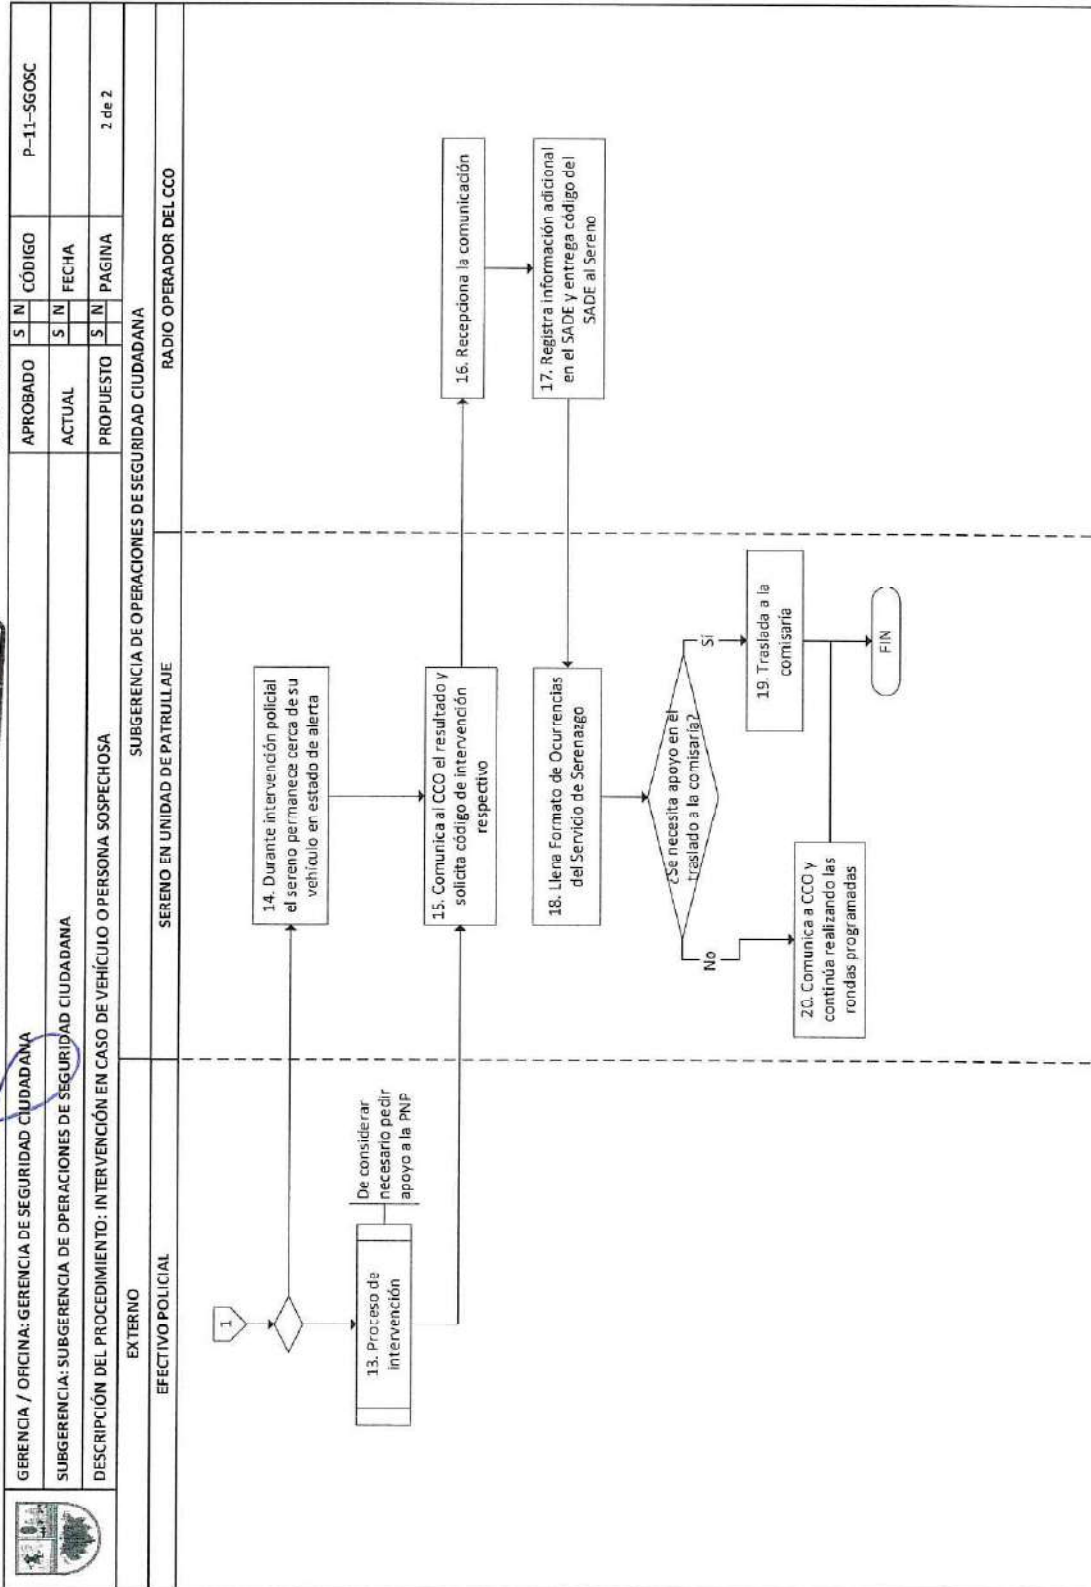 GERENCIA / OFICINA: GERENCIA DE SEGURIDAD CIUDADANA
APROBADO
S N
CÓDIGO
P-11-SGOSC
SUBGERENCIA: SUBGERENCIA DE OPERACIONES DE SEGURIDAD CIUDADANA
ACTUAL
S N
FECHA
DESCRIPCIÓN DEL PROCEDIMIENTO: INTERVENCIÓN EN CASO DE VEHÍCULO O PERSONA SOSPECHOSA
PROPUESTO
S N
PAGINA
2 de 2
EXTERNO
SUBGERENCIA DE OPERACIONES DE SEGURIDAD CIUDADANA
EFECTIVO POLICIAL
SERENO EN UNIDAD DE PATRULLAJE
RADIO OPERADOR DEL CCO
1
13. Proceso de
intervención
De considerar
necesario pedir
apoyo a la PNP
14. Durante intervención policial
el sereno permanece cerca de su
vehículo en estado de alerta
15. Comunica al CCO el resultado y
solicita código de intervención
respectivo
16. Recepciona la comunicación
17. Registra información adicional
en el SADE y entrega código del
SADE al Sereno
18. Llena Formato de Ocurrencias
del Servicio de Serenazgo
¿Se necesita apoyo en el
traslado a la comisaría?
No
Sí
19. Traslada a la
comisaría
20. Comunica a CCO y
continúa realizando las
rondas programadas
FIN